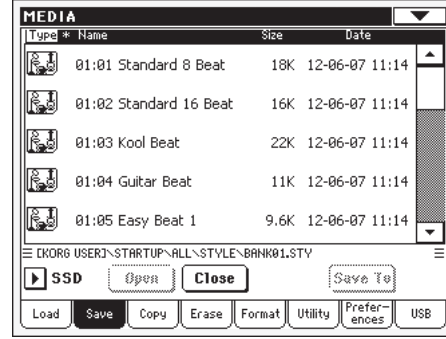 MEDIA
Type * Name Size Date
01:01 Standard 8 Beat 18K 12-06-07 11:14
01:02 Standard 16 Beat 16K 12-06-07 11:14
01:03 Kool Beat 22K 12-06-07 11:14
01:04 Guitar Beat 11K 12-06-07 11:14
01:05 Easy Beat 1 9.6K 12-06-07 11:14
[KORG USER]\STARTUP\ALL\STYLE\BANK01.STY
SSD Open Close Save To
Load Save Copy Erase Format Utility Prefer-
ences USB